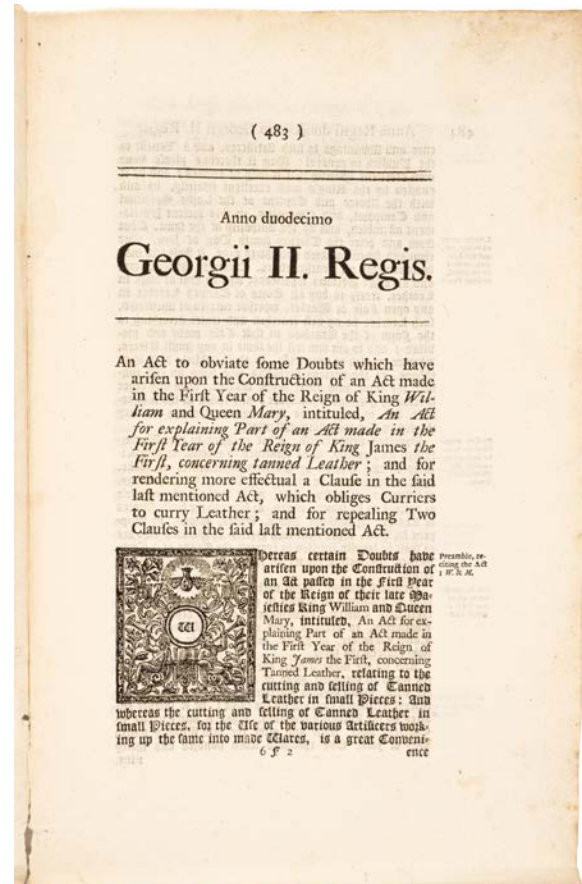 ( 483 )
Anno duodecimo
Georgii II. Regis.
An Act to obviate ſome Doubts which have
ariſen upon the Conſtruction of an Act made
in the Firſt Year of the Reign of King Wil-
liam and Queen Mary, intituled, An Act
for explaining Part of an Act made in the
Firſt Year of the Reign of King James the
Firſt, concerning tanned Leather; and for
rendering more effectual a Clauſe in the ſaid
laſt mentioned Act, which obliges Curriers
to curry Leather; and for repealing Two
Clauſes in the ſaid laſt mentioned Act.
Whereas certain Doubts have
ariſen upon the Conſtruction of
an Act paſſed in the Firſt Year
of the Reign of their late Ma-
jeſties King William and Queen
Mary, intituled, An Act for ex-
plaining Part of an Act made in
the Firſt Year of the Reign of
King James the Firſt, concerning
Tanned Leather, relating to the
cutting and ſelling of Tanned
Leather in ſmall Pieces: And
whereas the cutting and ſelling of Tanned Leather in
ſmall Pieces, for the Uſe of the various Artificers work-
ing up the ſame into made Wares, is a great Conveni-
6 F 2 ence
Preamble, re-
citing the Act
1 W. & M.